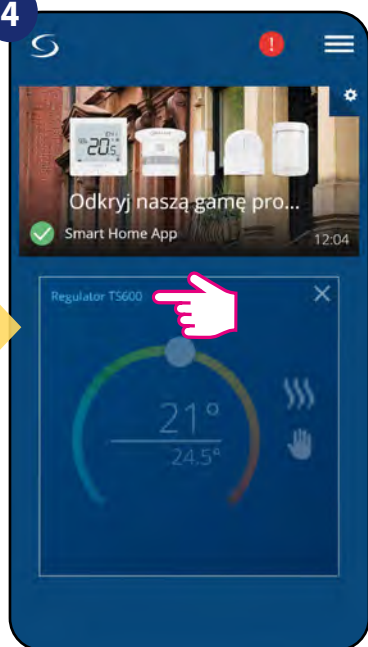 4
!
20.5
Odkryj naszą gamę pro...
Smart Home App
12:04
Regulator TS600
21°
24.5°